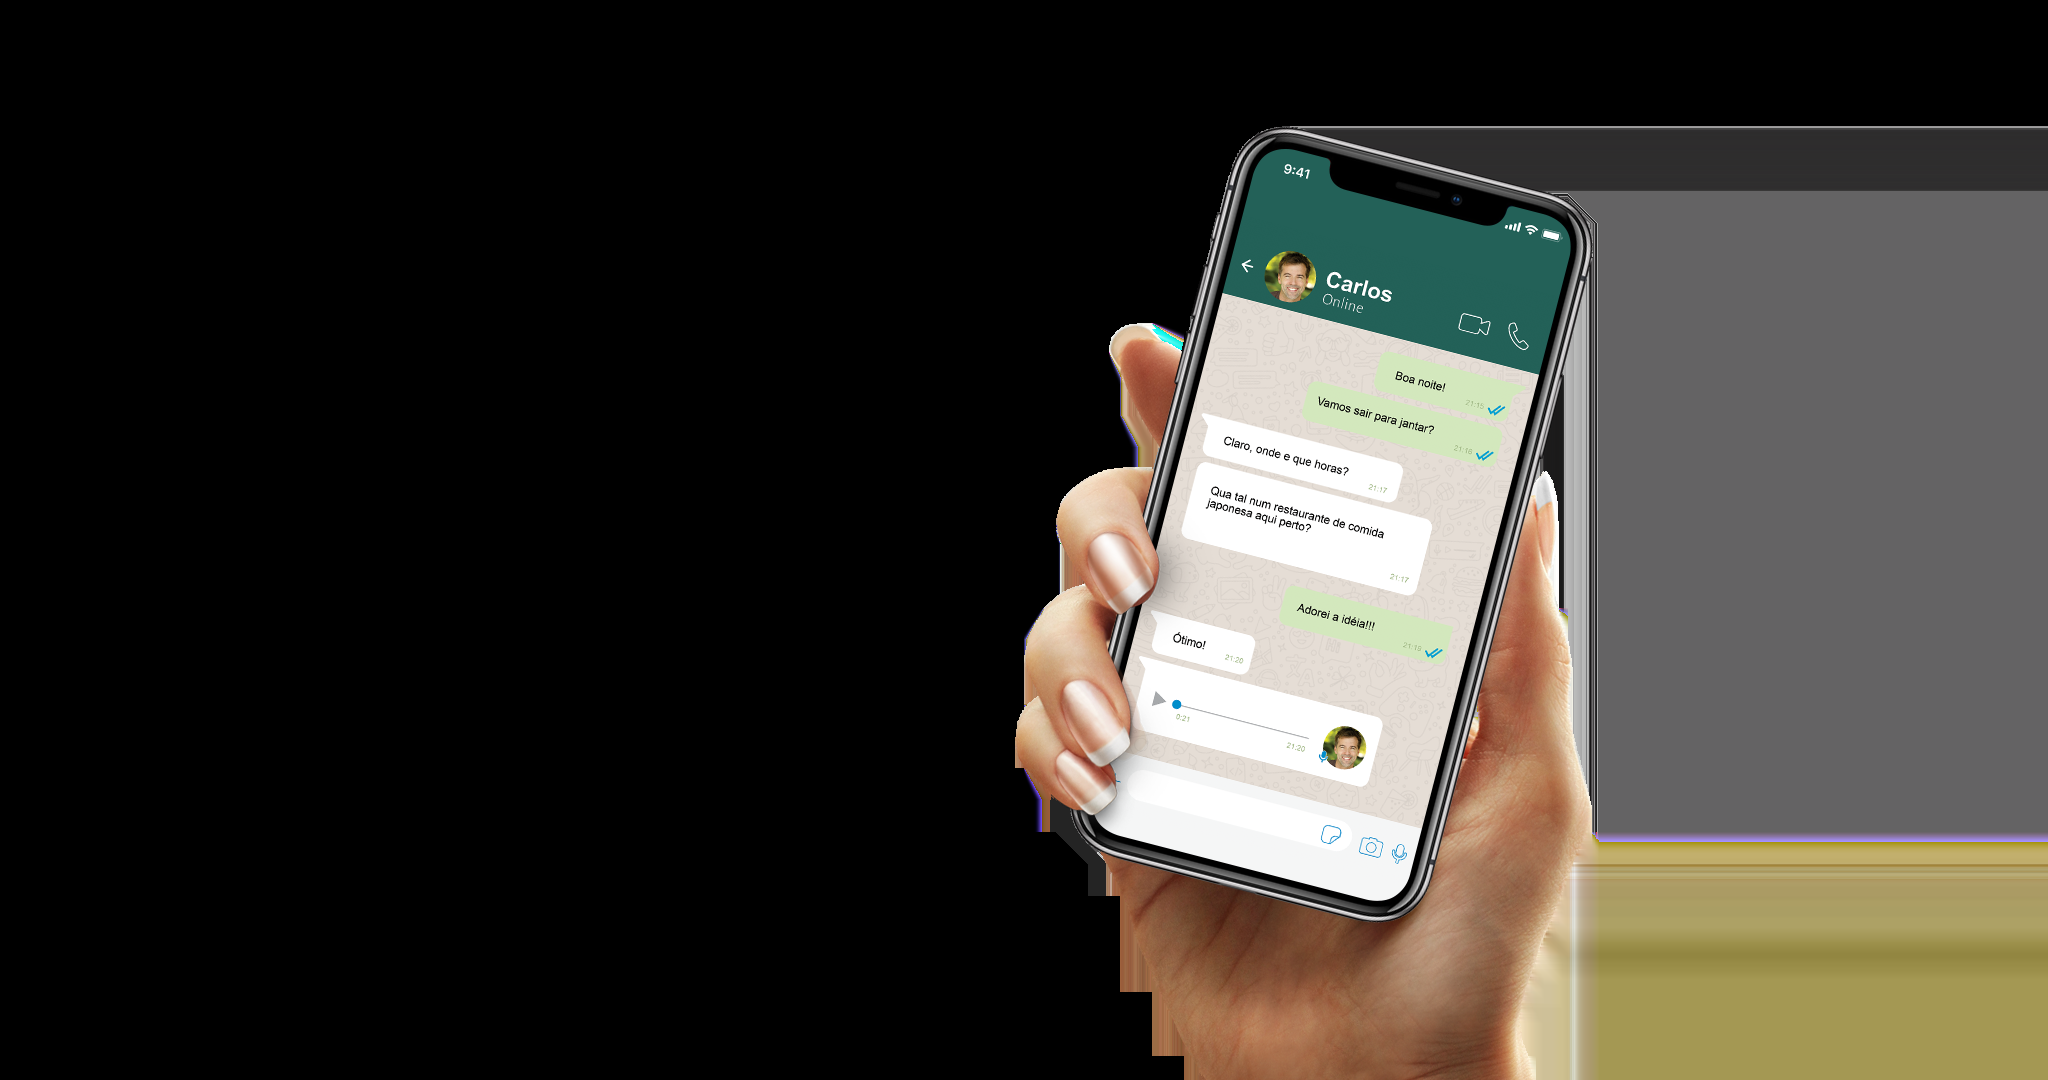 9:41
Carlos
Online
Boa noite!
21:15
Vamos sair para jantar?
21:16
Claro, onde e que horas?
21:17
Qua tal num restaurante de comida
japonesa aqui perto?
21:17
Adorei a idéia!!!
21:19
Ótimo!
21:20
0:21
21:20